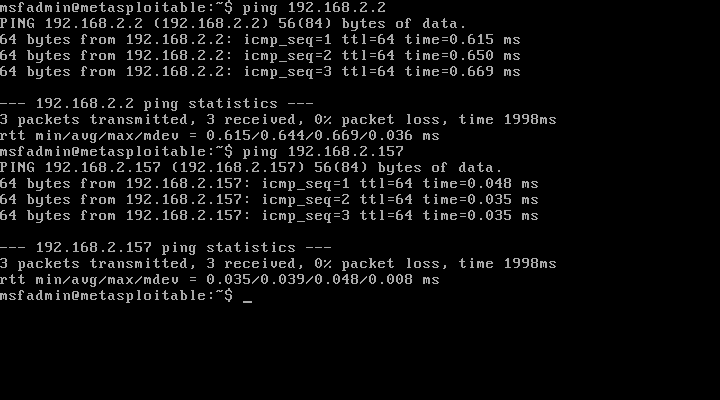 msfadmin@metasploitable:~$ ping 192.168.2.2
PING 192.168.2.2 (192.168.2.2) 56(84) bytes of data.
64 bytes from 192.168.2.2: icmp_seq=1 ttl=64 time=0.615 ms
64 bytes from 192.168.2.2: icmp_seq=2 ttl=64 time=0.650 ms
64 bytes from 192.168.2.2: icmp_seq=3 ttl=64 time=0.669 ms

--- 192.168.2.2 ping statistics ---
3 packets transmitted, 3 received, 0% packet loss, time 1998ms
rtt min/avg/max/mdev = 0.615/0.644/0.669/0.036 ms
msfadmin@metasploitable:~$ ping 192.168.2.157
PING 192.168.2.157 (192.168.2.157) 56(84) bytes of data.
64 bytes from 192.168.2.157: icmp_seq=1 ttl=64 time=0.048 ms
64 bytes from 192.168.2.157: icmp_seq=2 ttl=64 time=0.035 ms
64 bytes from 192.168.2.157: icmp_seq=3 ttl=64 time=0.035 ms

--- 192.168.2.157 ping statistics ---
3 packets transmitted, 3 received, 0% packet loss, time 1998ms
rtt min/avg/max/mdev = 0.035/0.039/0.048/0.008 ms
msfadmin@metasploitable:~$ _